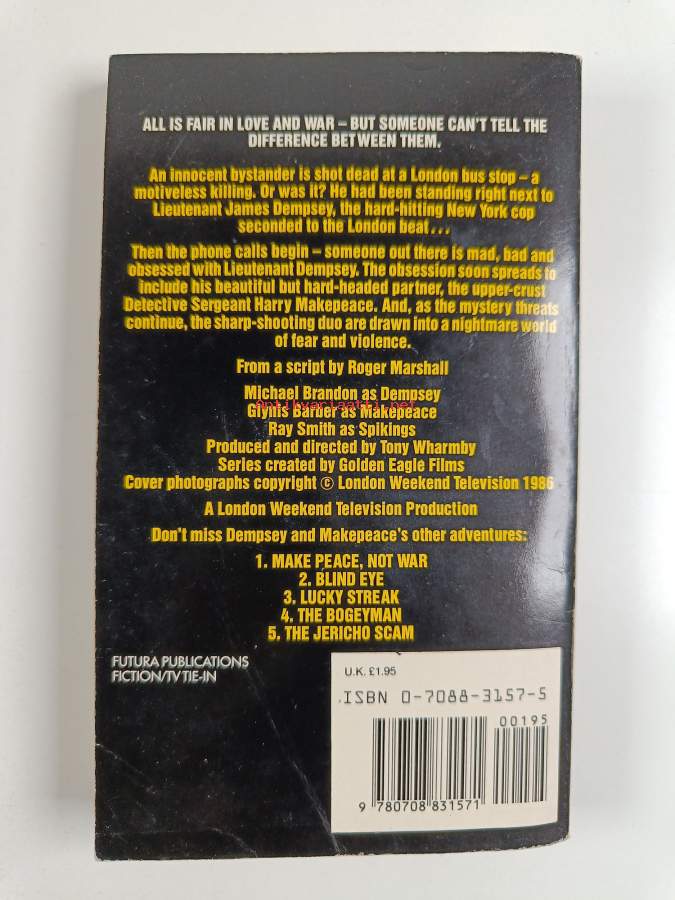 ALL IS FAIR IN LOVE AND WAR – BUT SOMEONE CAN'T TELL THE
DIFFERENCE BETWEEN THEM.
An innocent bystander is shot dead at a London bus stop – a
motiveless killing. Or was it? He had been standing right next to
Lieutenant James Dempsey, the hard-hitting New York cop
seconded to the London beat...
Then the phone calls begin – someone out there is mad, bad and
obsessed with Lieutenant Dempsey. The obsession soon spreads to
include his beautiful but hard-headed partner, the upper-crust
Detective Sergeant Harry Makepeace. And, as the mystery threats
continue, the sharp-shooting duo are drawn into a nightmare world
of fear and violence.
From a script by Roger Marshall
Michael Brandon as Dempsey
antikvariaatti.net
Glynis Barber as Makepeace
Ray Smith as Spikings
Produced and directed by Tony Wharmby
Series created by Golden Eagle Films
Cover photographs copyright © London Weekend Television 1986
A London Weekend Television Production
Don't miss Dempsey and Makepeace's other adventures:
1. MAKE PEACE, NOT WAR
2. BLIND EYE
3. LUCKY STREAK
4. THE BOGEYMAN
5. THE JERICHO SCAM
FUTURA PUBLICATIONS
FICTION/TV TIE-IN
U.K. £1.95
ISBN 0-7088-3157-5
00195
9 780708 831571